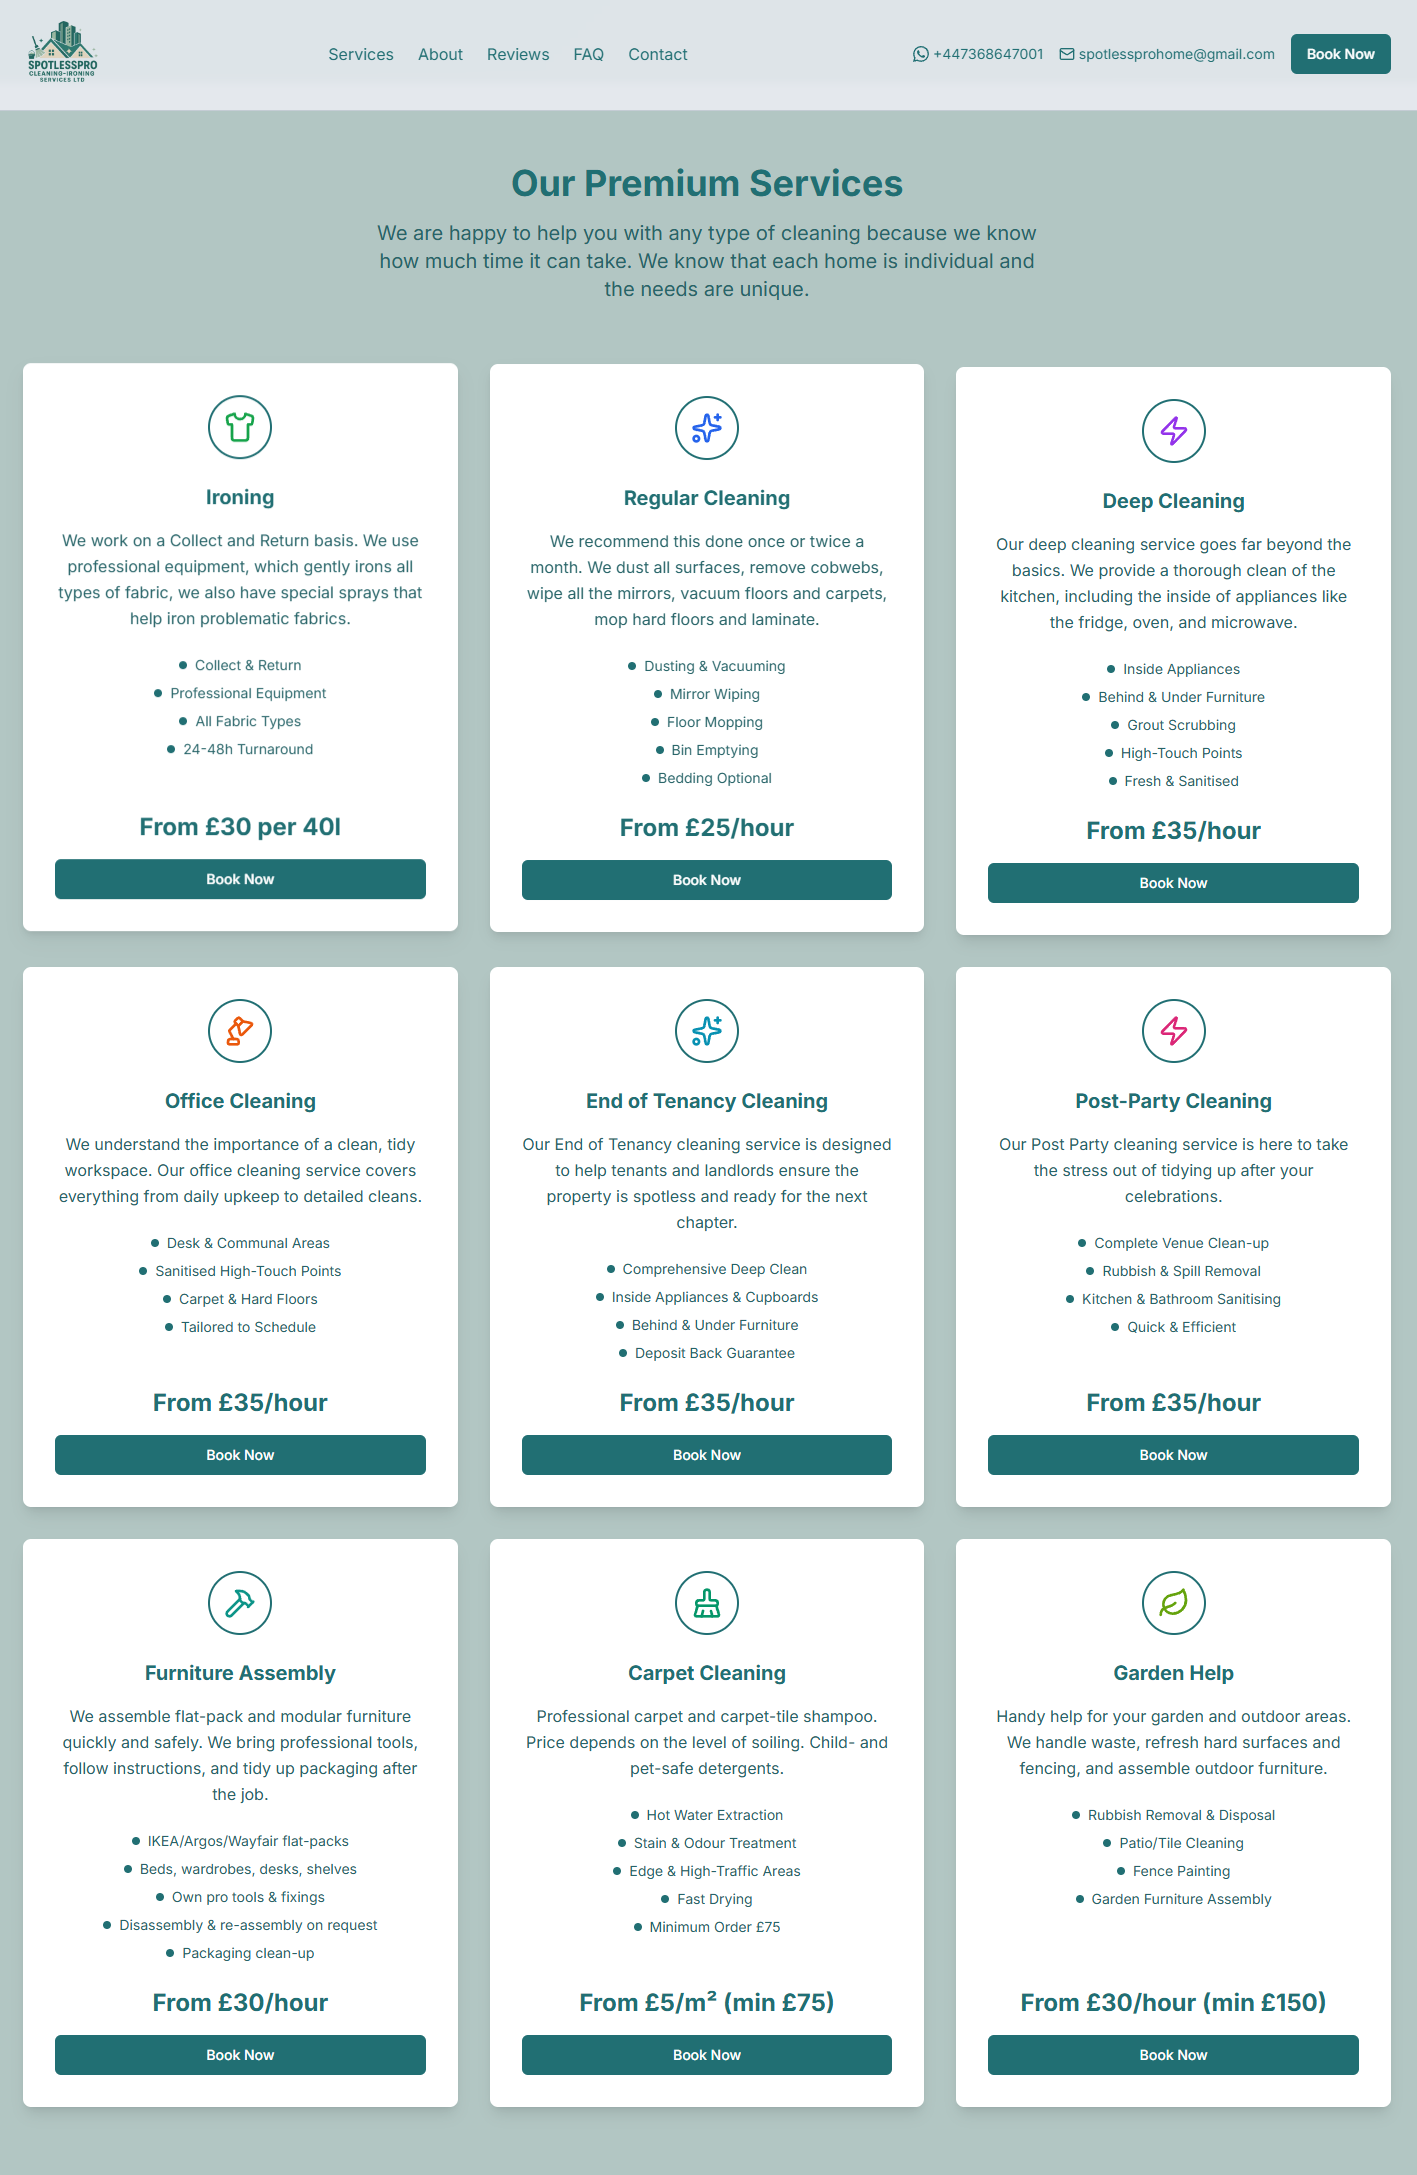 SPOTLESSPRO
CLEANING-IRONING
SERVICES LTD
Services
About
Reviews
FAQ
Contact
+447368647001
spotlessprohome@gmail.com
Book Now
Our Premium Services
We are happy to help you with any type of cleaning because we know
how much time it can take. We know that each home is individual and
the needs are unique.
Ironing
We work on a Collect and Return basis. We use
professional equipment, which gently irons all
types of fabric, we also have special sprays that
help iron problematic fabrics.
Collect & Return
Professional Equipment
All Fabric Types
24-48h Turnaround
From £30 per 40l
Book Now
Regular Cleaning
We recommend this done once or twice a
month. We dust all surfaces, remove cobwebs,
wipe all the mirrors, vacuum floors and carpets,
mop hard floors and laminate.
Dusting & Vacuuming
Mirror Wiping
Floor Mopping
Bin Emptying
Bedding Optional
From £25/hour
Book Now
Deep Cleaning
Our deep cleaning service goes far beyond the
basics. We provide a thorough clean of the
kitchen, including the inside of appliances like
the fridge, oven, and microwave.
Inside Appliances
Behind & Under Furniture
Grout Scrubbing
High-Touch Points
Fresh & Sanitised
From £35/hour
Book Now
Office Cleaning
We understand the importance of a clean, tidy
workspace. Our office cleaning service covers
everything from daily upkeep to detailed cleans.
Desk & Communal Areas
Sanitised High-Touch Points
Carpet & Hard Floors
Tailored to Schedule
From £35/hour
Book Now
End of Tenancy Cleaning
Our End of Tenancy cleaning service is designed
to help tenants and landlords ensure the
property is spotless and ready for the next
chapter.
Comprehensive Deep Clean
Inside Appliances & Cupboards
Behind & Under Furniture
Deposit Back Guarantee
From £35/hour
Book Now
Post-Party Cleaning
Our Post Party cleaning service is here to take
the stress out of tidying up after your
celebrations.
Complete Venue Clean-up
Rubbish & Spill Removal
Kitchen & Bathroom Sanitising
Quick & Efficient
From £35/hour
Book Now
Furniture Assembly
We assemble flat-pack and modular furniture
quickly and safely. We bring professional tools,
follow instructions, and tidy up packaging after
the job.
IKEA/Argos/Wayfair flat-packs
Beds, wardrobes, desks, shelves
Own pro tools & fixings
Disassembly & re-assembly on request
Packaging clean-up
From £30/hour
Book Now
Carpet Cleaning
Professional carpet and carpet-tile shampoo.
Price depends on the level of soiling. Child- and
pet-safe detergents.
Hot Water Extraction
Stain & Odour Treatment
Edge & High-Traffic Areas
Fast Drying
Minimum Order £75
From £5/m² (min £75)
Book Now
Garden Help
Handy help for your garden and outdoor areas.
We handle waste, refresh hard surfaces and
fencing, and assemble outdoor furniture.
Rubbish Removal & Disposal
Patio/Tile Cleaning
Fence Painting
Garden Furniture Assembly
From £30/hour (min £150)
Book Now